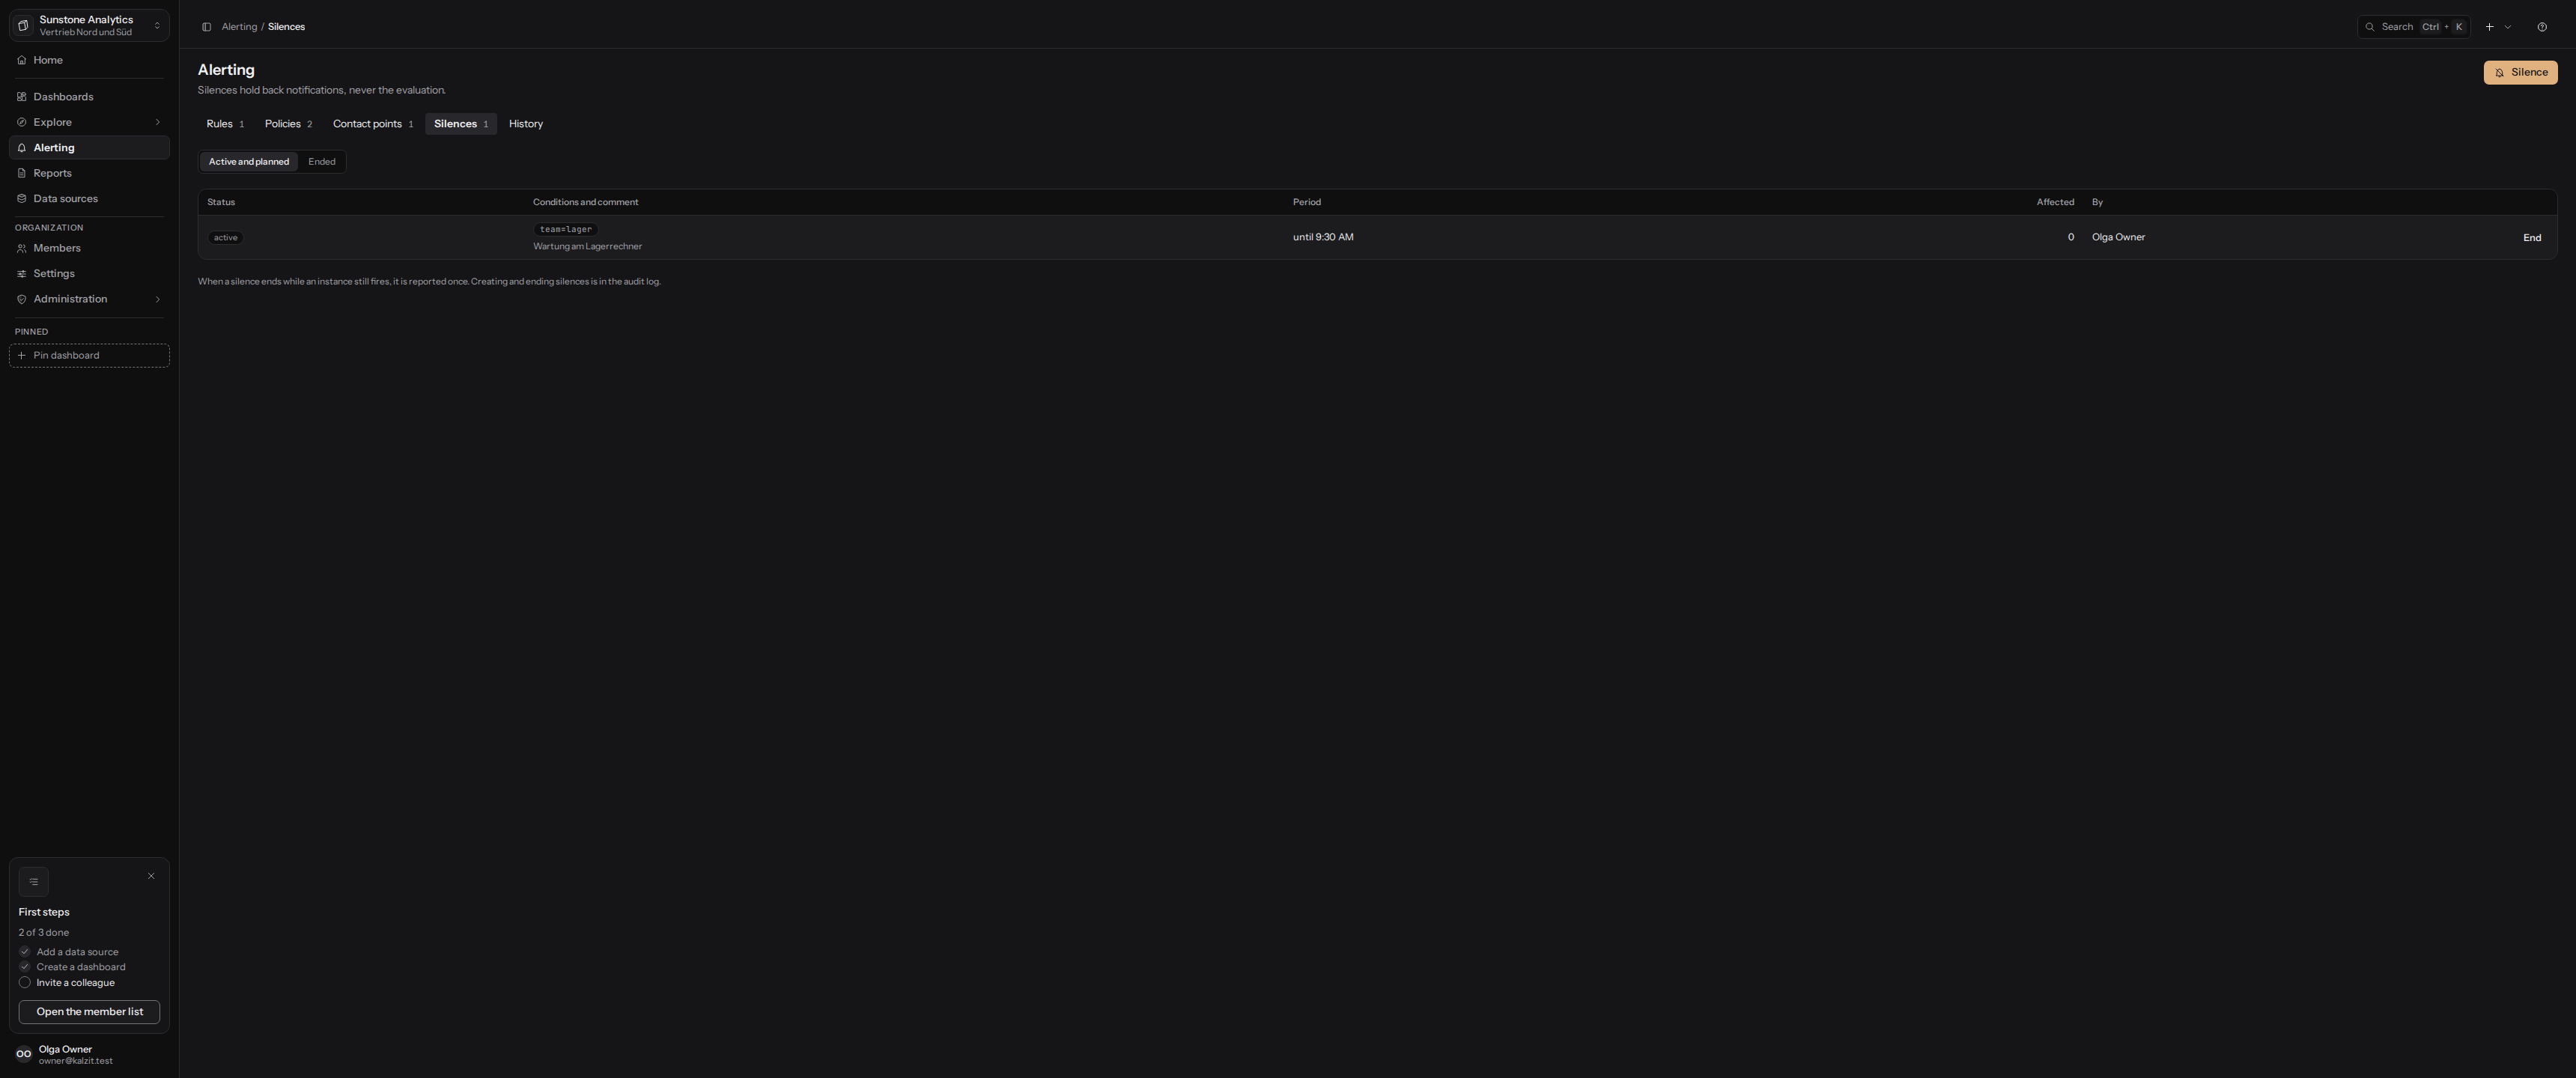 Sunstone Analytics
Vertrieb Nord und Süd
Home
Dashboards
Explore
Alerting
Reports
Data sources
ORGANIZATION
Members
Settings
Administration
PINNED
Pin dashboard
First steps
2 of 3 done
Add a data source
Create a dashboard
Invite a colleague
Open the member list
OO
Olga Owner
owner@kalzit.test
Alerting / Silences
Search Ctrl + K
Alerting
Silences hold back notifications, never the evaluation.
Silence
Rules 1 Policies 2 Contact points 1 Silences 1 History
Active and planned Ended
Status Conditions and comment Period Affected By
active team=lager until 9:30 AM 0 Olga Owner End
Wartung am Lagerrechner
When a silence ends while an instance still fires, it is reported once. Creating and ending silences is in the audit log.